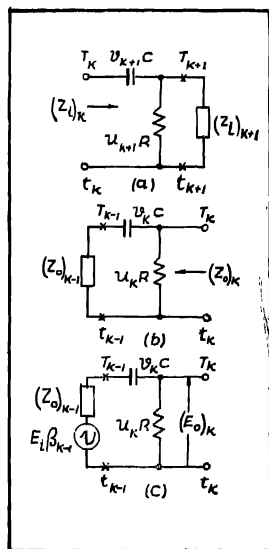 T_K v_{K+1}C T_{K+1}
(Z_i)_K u_{K+1}R (Z_i)_{K+1}
t_K (a) t_{K+1}
T_{K-1} v_K C T_K
(Z_o)_{K-1} u_K R (Z_o)_K
t_{K-1} (b) t_K
T_{K-1} v_K C T_K
(Z_o)_{K-1}
E_i β_{K-1} u_K R (E_o)_K
t_{K-1} (c) t_K